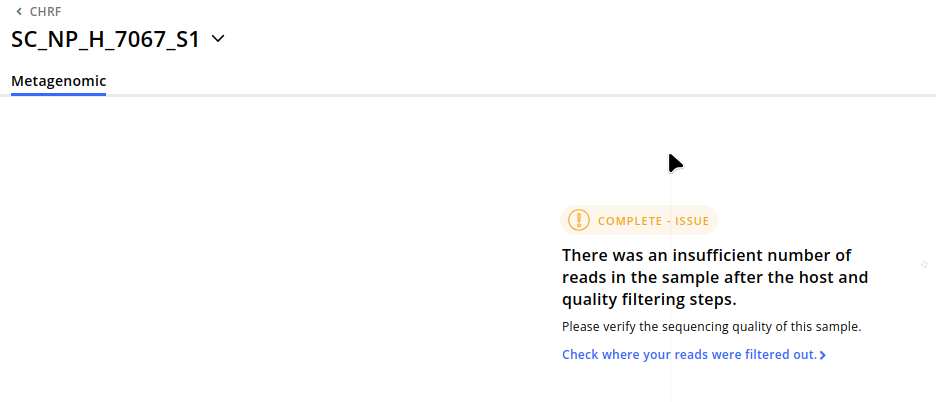 CHRF
SC_NP_H_7067_S1
Metagenomic
COMPLETE - ISSUE
There was an insufficient number of
reads in the sample after the host and
quality filtering steps.
Please verify the sequencing quality of this sample.
Check where your reads were filtered out.